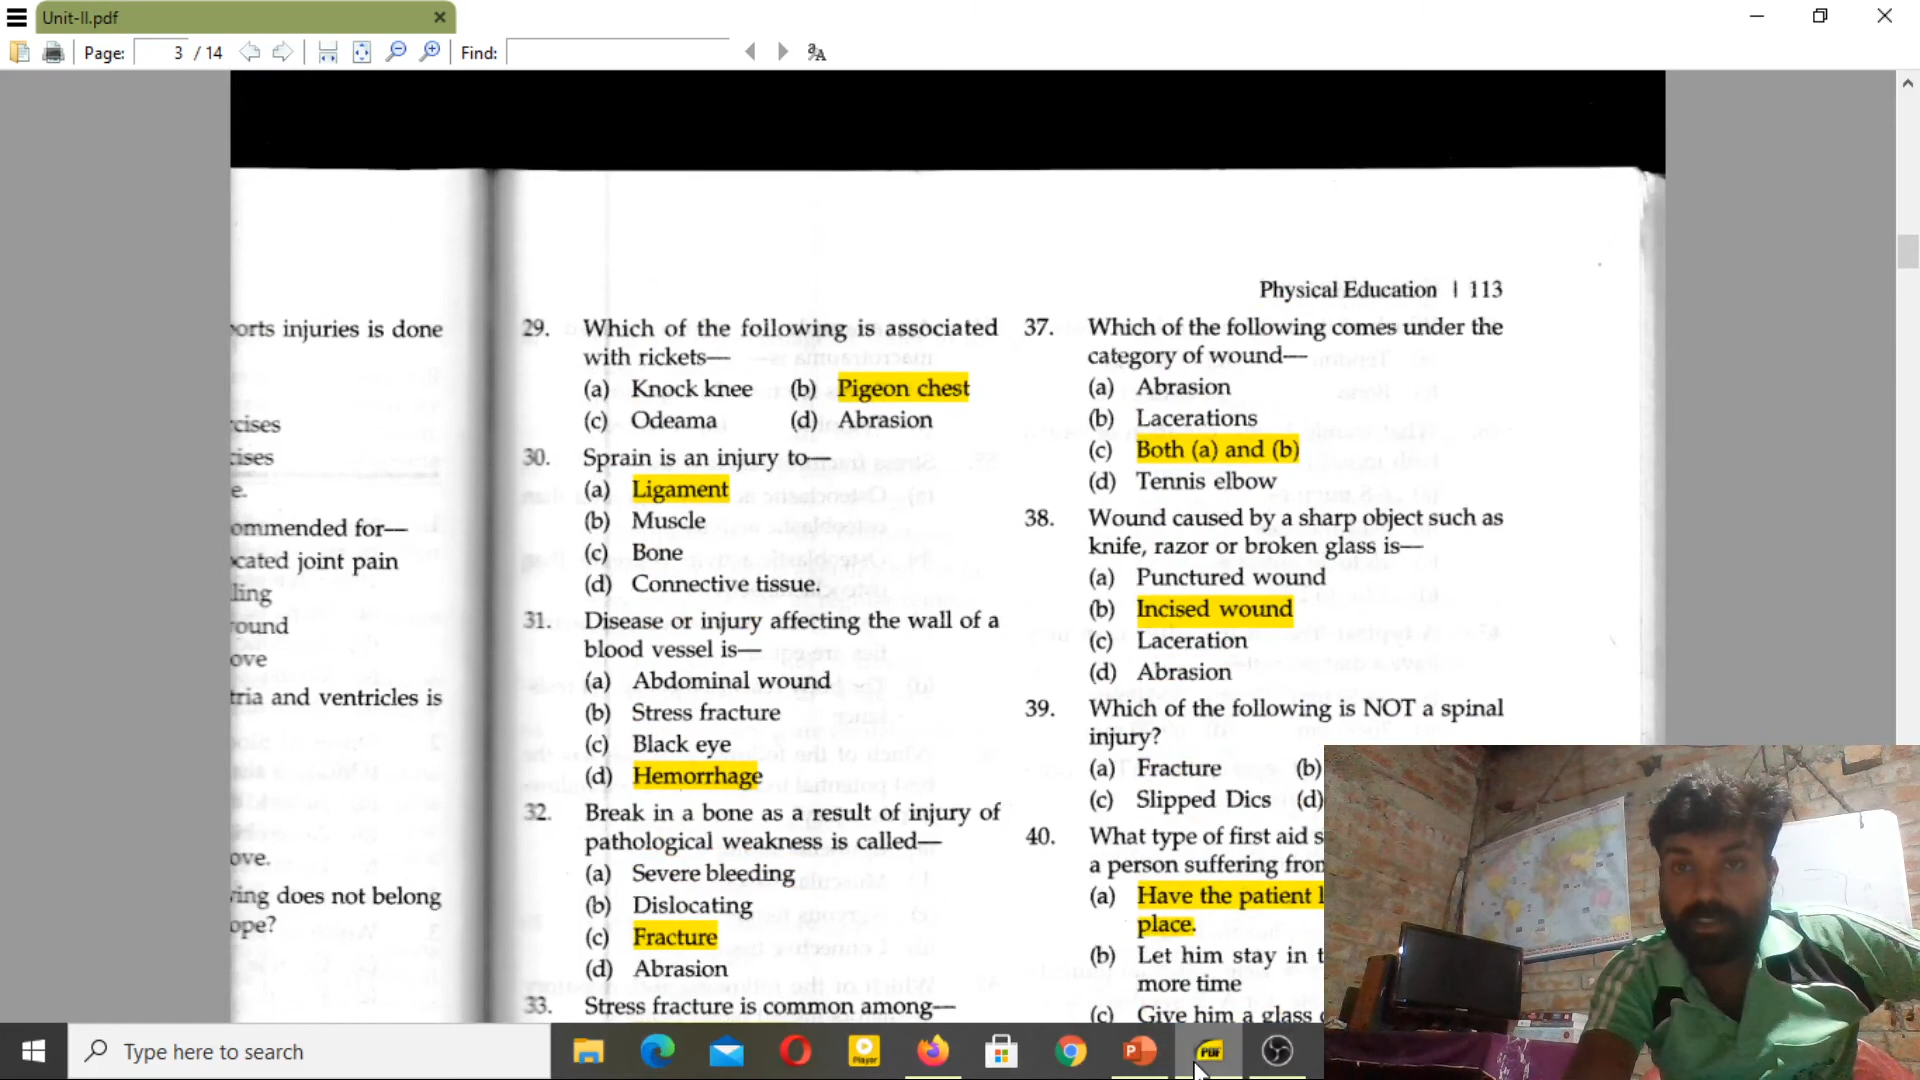 Unit-II.pdf
Page: 3 / 14 Find:
Physical Education | 113
orts injuries is done
cises
cises
e.
ommended for—
cated joint pain
ling
ound
ove
tria and ventricles is
ove.
ing does not belong
ope?
29. Which of the following is associated
with rickets—
(a) Knock knee (b) Pigeon chest
(c) Odeama (d) Abrasion
30. Sprain is an injury to—
(a) Ligament
(b) Muscle
(c) Bone
(d) Connective tissue.
31. Disease or injury affecting the wall of a
blood vessel is—
(a) Abdominal wound
(b) Stress fracture
(c) Black eye
(d) Hemorrhage
32. Break in a bone as a result of injury of
pathological weakness is called—
(a) Severe bleeding
(b) Dislocating
(c) Fracture
(d) Abrasion
33. Stress fracture is common among—
37. Which of the following comes under the
category of wound—
(a) Abrasion
(b) Lacerations
(c) Both (a) and (b)
(d) Tennis elbow
38. Wound caused by a sharp object such as
knife, razor or broken glass is—
(a) Punctured wound
(b) Incised wound
(c) Laceration
(d) Abrasion
39. Which of the following is NOT a spinal
injury?
(a) Fracture (b)
(c) Slipped Dics (d)
40. What type of first aid s
a person suffering from
(a) Have the patient l
place.
(b) Let him stay in t
more time
(c) Give him a glass
Type here to search
Player
PDF